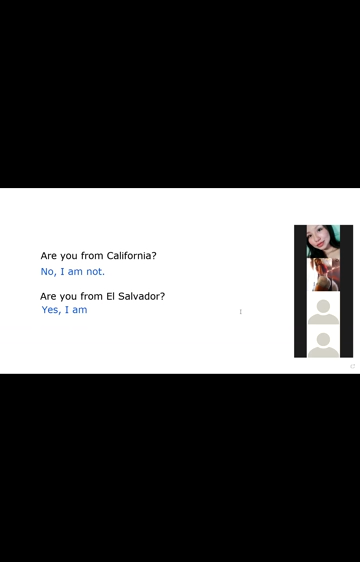 Are you from California?
No, I am not.
Are you from El Salvador?
Yes, I am